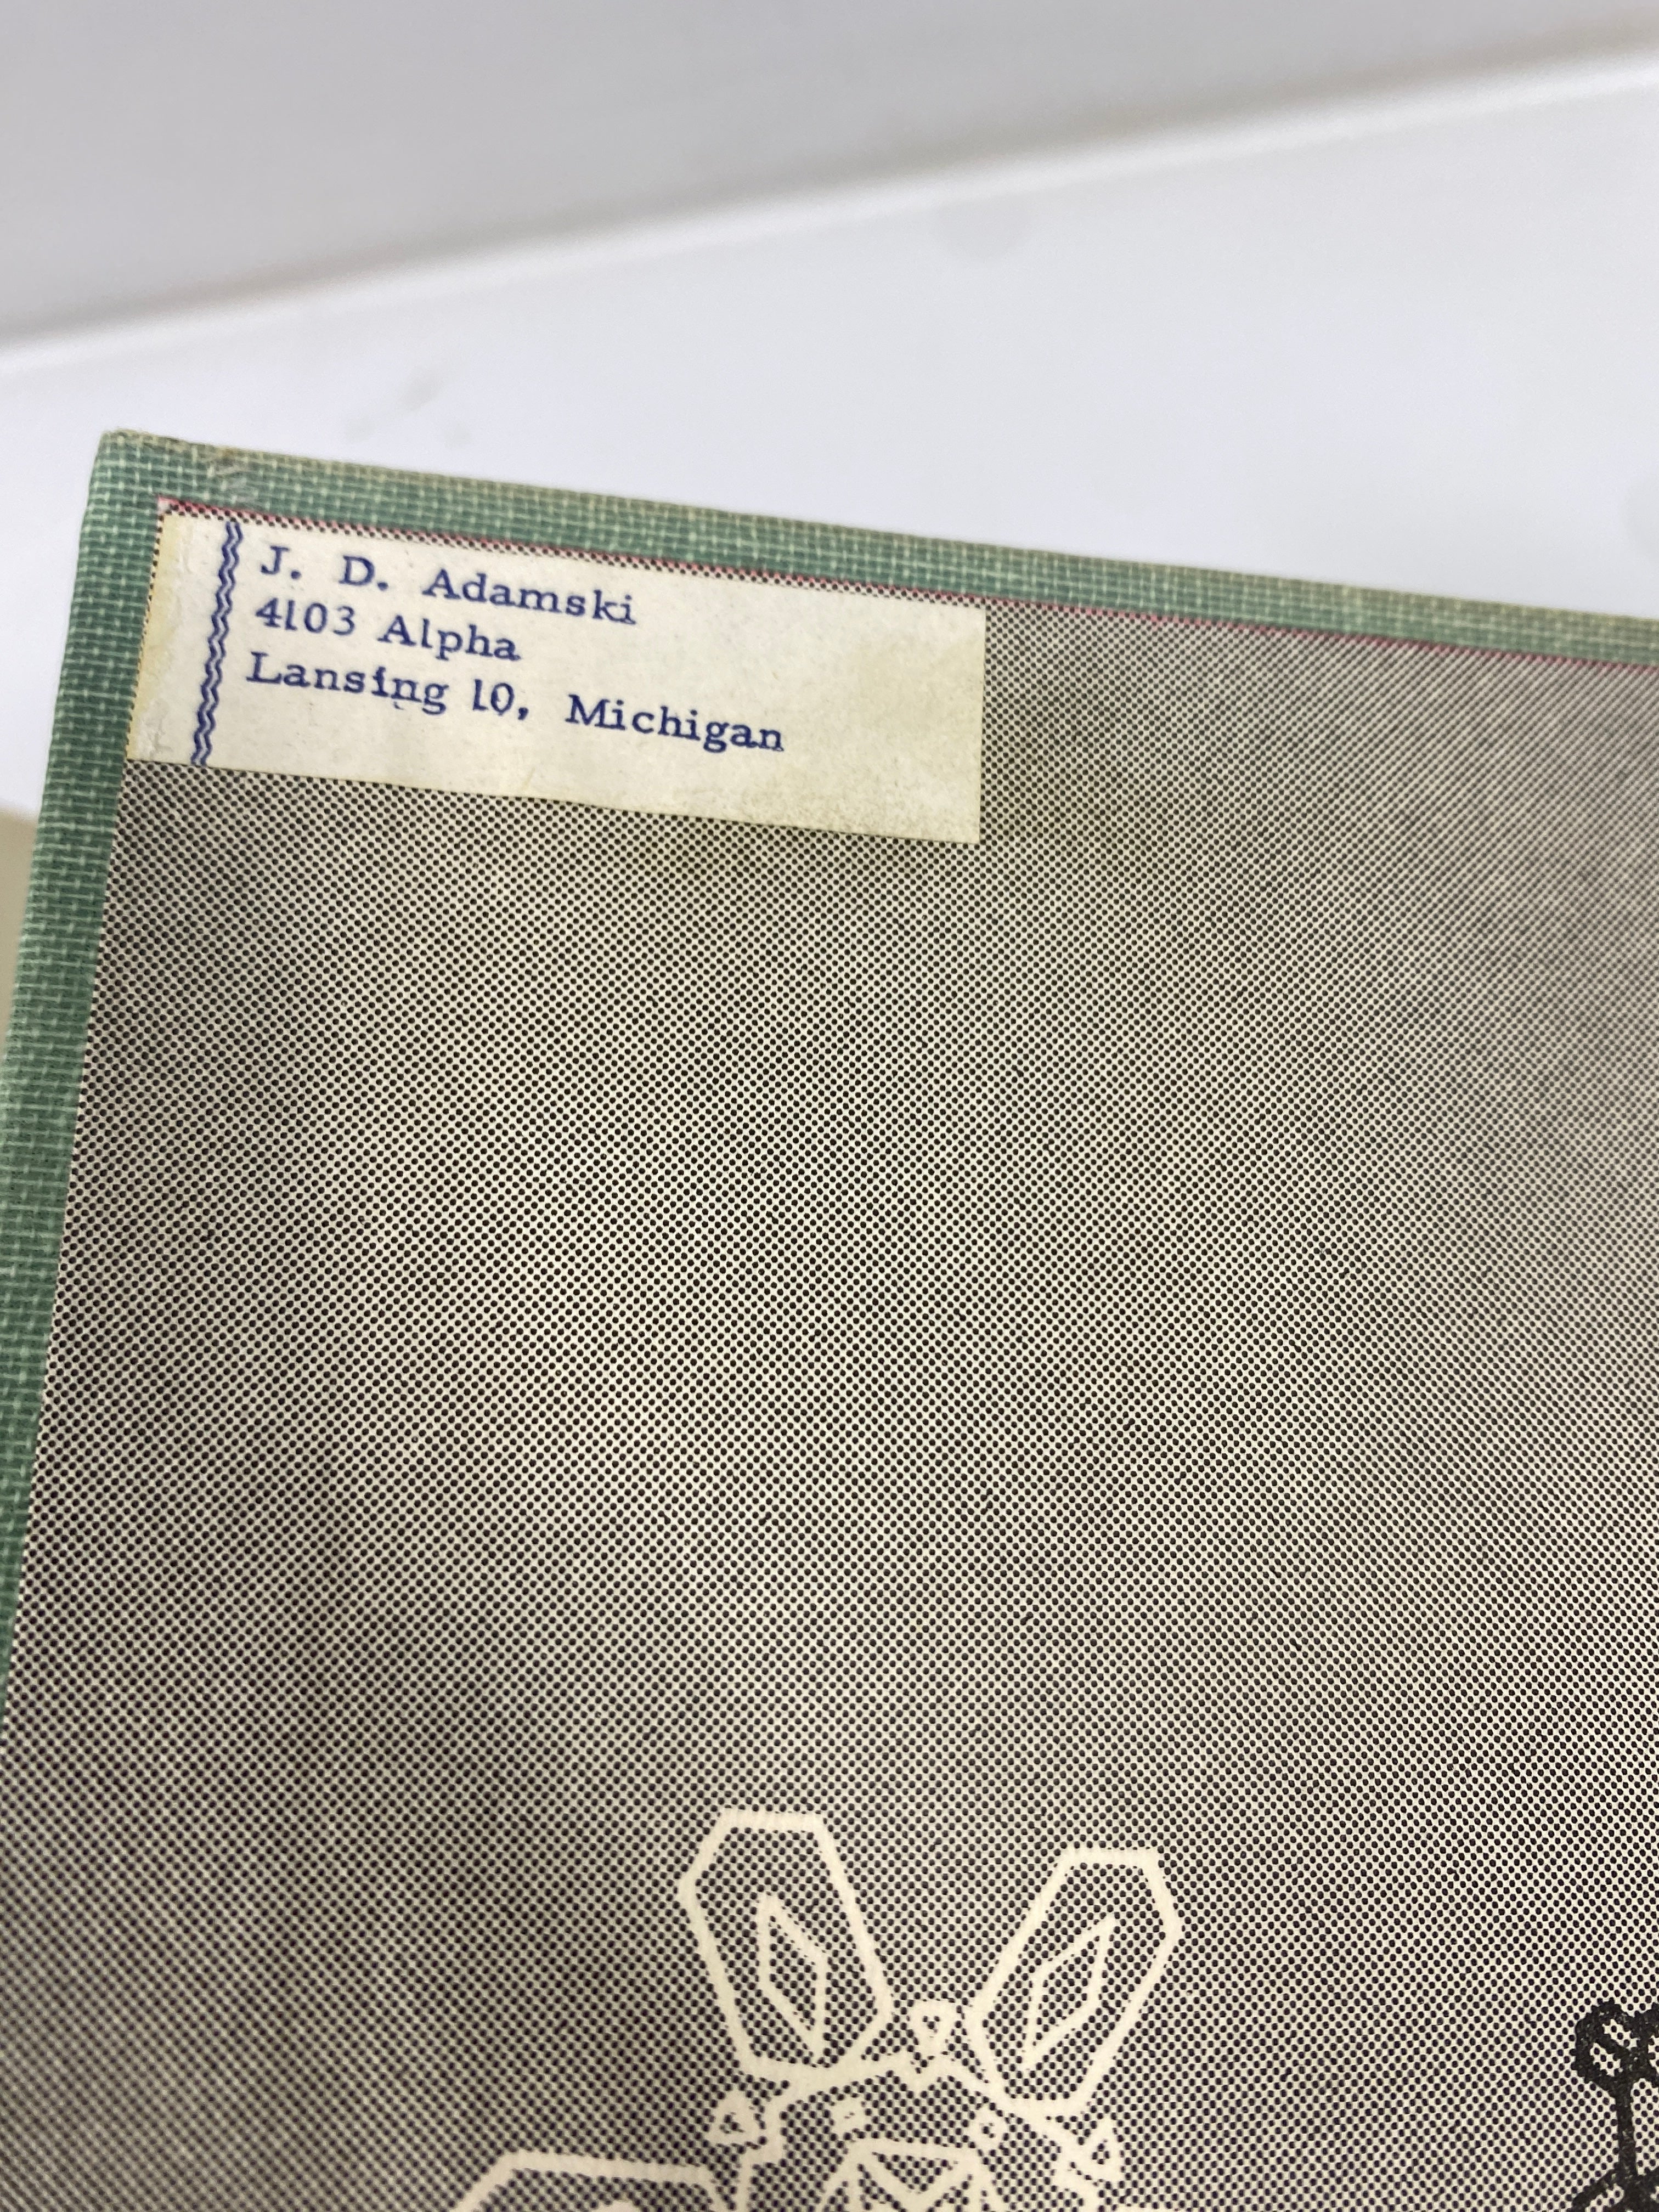 J. D. Adamski
4103 Alpha
Lansing 10, Michigan